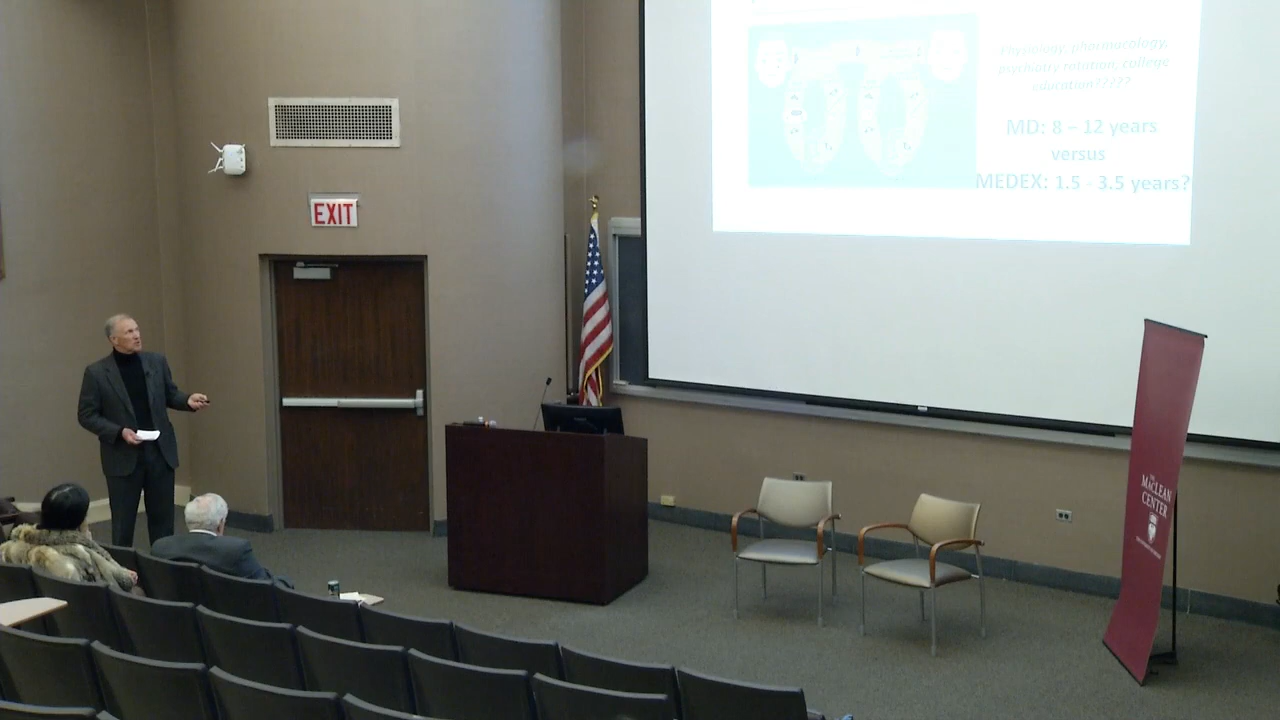 EXIT
Physiology, pharmacology,
psychiatry rotation, college
education?????
MD: 8 – 12 years
versus
MEDEX: 1.5 - 3.5 years?
THE
MACLEAN
CENTER